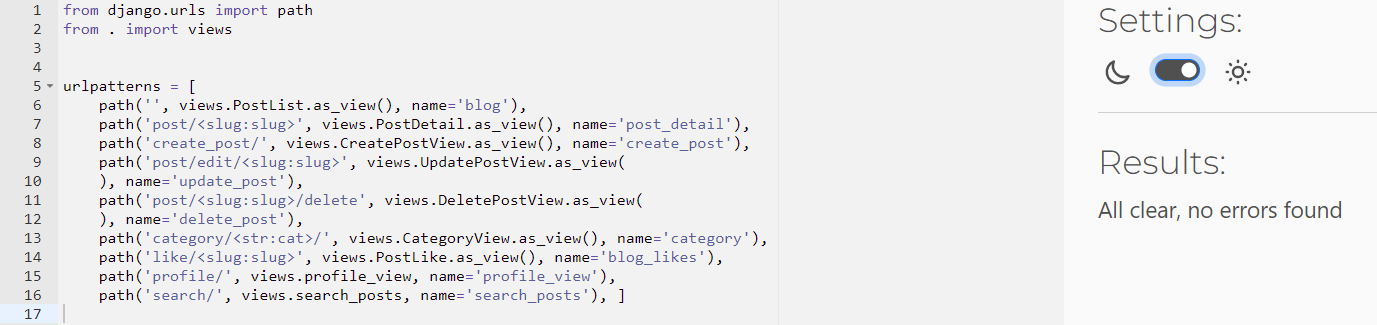 1 from django.urls import path
2 from . import views
3
4
5 urlpatterns = [
6     path('', views.PostList.as_view(), name='blog'),
7     path('post/<slug:slug>', views.PostDetail.as_view(), name='post_detail'),
8     path('create_post/', views.CreatePostView.as_view(), name='create_post'),
9     path('post/edit/<slug:slug>', views.UpdatePostView.as_view(
10     ), name='update_post'),
11     path('post/<slug:slug>/delete', views.DeletePostView.as_view(
12     ), name='delete_post'),
13     path('category/<str:cat>/', views.CategoryView.as_view(), name='category'),
14     path('like/<slug:slug>', views.PostLike.as_view(), name='blog_likes'),
15     path('profile/', views.profile_view, name='profile_view'),
16     path('search/', views.search_posts, name='search_posts'), ]
17
Settings:
Results:
All clear, no errors found